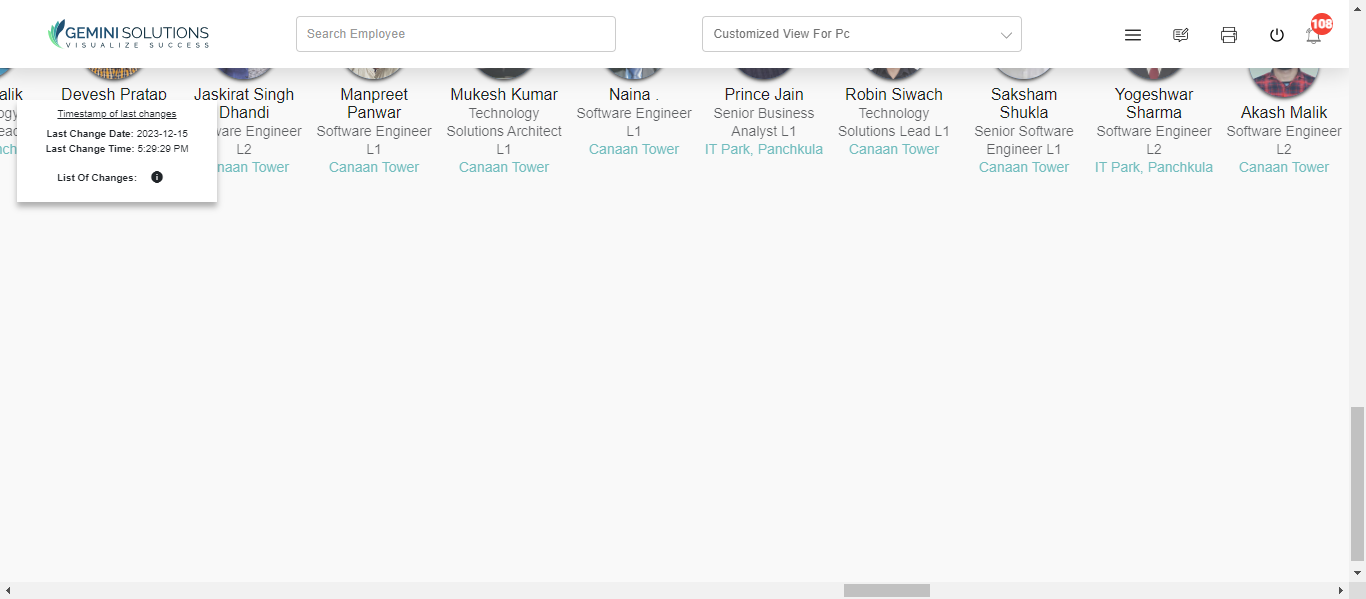 GEMINI SOLUTIONS
VISUALIZE SUCCESS
Search Employee
Customized View For Pc
108
alik
Devesh Pratap
Jaskirat Singh
Dhandi
ware Engineer
L2
naan Tower
Manpreet
Panwar
Software Engineer
L1
Canaan Tower
Mukesh Kumar
Technology
Solutions Architect
L1
Canaan Tower
Naina .
Software Engineer
L1
Canaan Tower
Prince Jain
Senior Business
Analyst L1
IT Park, Panchkula
Robin Siwach
Technology
Solutions Lead L1
Canaan Tower
Saksham
Shukla
Senior Software
Engineer L1
Canaan Tower
Yogeshwar
Sharma
Software Engineer
L2
IT Park, Panchkula
Akash Malik
Software Engineer
L2
Canaan Tower
Timestamp of last changes
Last Change Date: 2023-12-15
Last Change Time: 5:29:29 PM
List Of Changes: